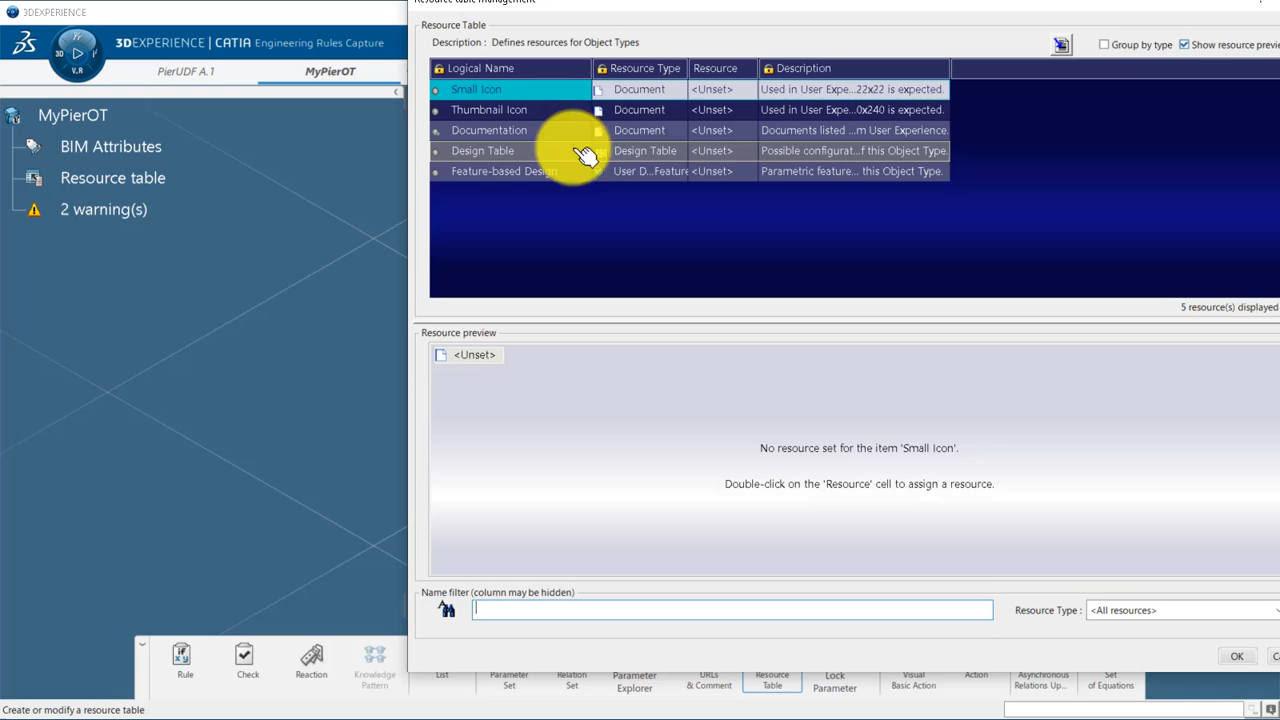 3DEXPERIENCE
3DEXPERIENCE | CATIA Engineering Rules Capture
3D
V.R
PierUDF A.1
MyPierOT
MyPierOT
BIM Attributes
Resource table
2 warning(s)
Resource table management
Resource Table
Description : Defines resources for Object Types
Group by type
Show resource previe
Logical Name Resource Type Resource Description
Small Icon Document <Unset> Used in User Expe...22x22 is expected.
Thumbnail Icon Document <Unset> Used in User Expe...0x240 is expected.
Documentation Document <Unset> Documents listed ...m User Experience.
Design Table Design Table <Unset> Possible configurat...f this Object Type.
Feature-based Design User D...Feature <Unset> Parametric feature... this Object Type.
5 resource(s) displayed
Resource preview
<Unset>
No resource set for the item 'Small Icon'.
Double-click on the 'Resource' cell to assign a resource.
Name filter (column may be hidden)
Resource Type : <All resources>
OK
Rule
Check
Reaction
Knowledge
Pattern
List
Parameter
Set
Relation
Set
Parameter
Explorer
URLs
& Comment
Resource
Table
Lock
Parameter
Visual
Basic Action
Action
Asynchronous
Relations Up...
Set
of Equations
Create or modify a resource table